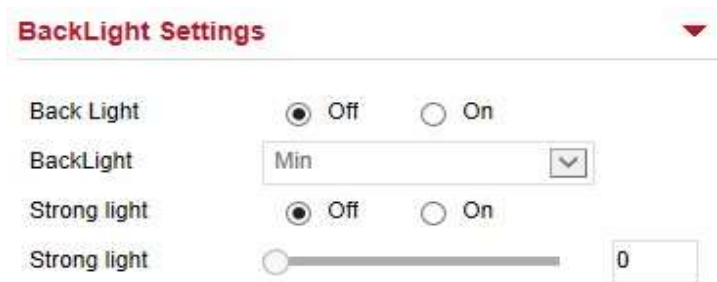 BackLight Settings
Back Light Off On
BackLight Min
Strong light Off On
Strong light 0